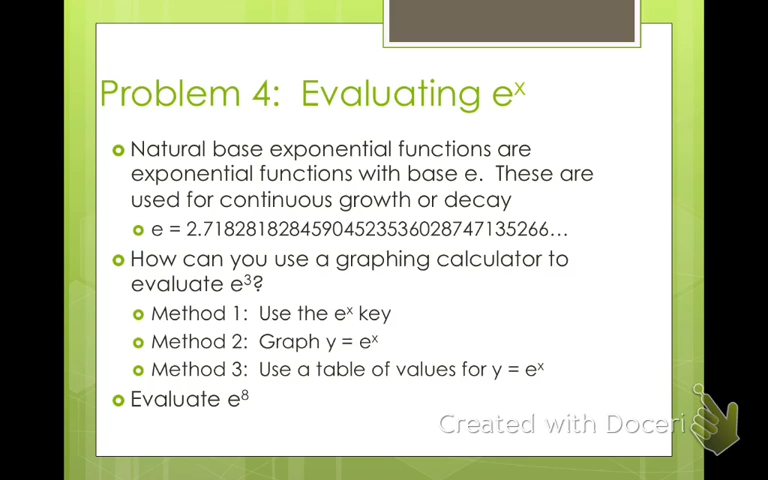 Problem 4: Evaluating eˣ
Natural base exponential functions are
exponential functions with base e. These are
used for continuous growth or decay
e = 2.7182818284590452353602874713526​6…
How can you use a graphing calculator to
evaluate e³?
Method 1: Use the eˣ key
Method 2: Graph y = eˣ
Method 3: Use a table of values for y = eˣ
Evaluate e⁸
Created with Doceri